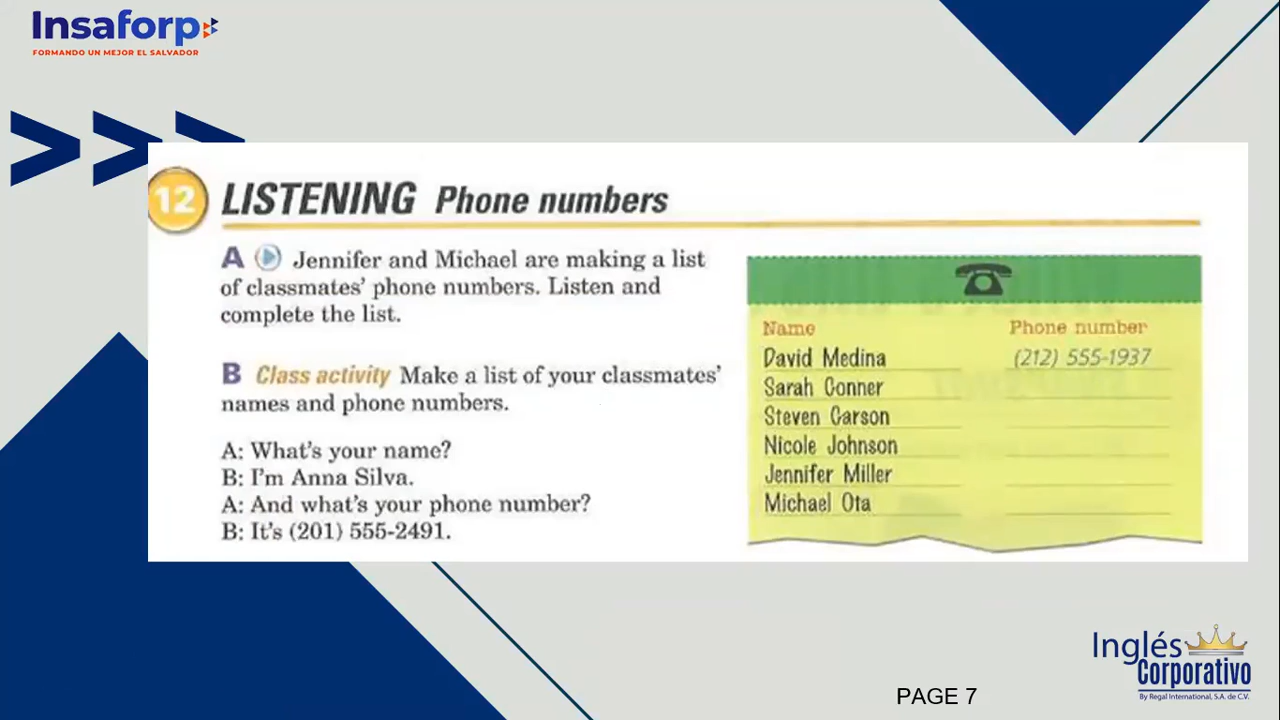 Insaforp
FORMANDO UN MEJOR EL SALVADOR
12 LISTENING Phone numbers
A Jennifer and Michael are making a list
of classmates' phone numbers. Listen and
complete the list.
B Class activity Make a list of your classmates'
names and phone numbers.
A: What's your name?
B: I'm Anna Silva.
A: And what's your phone number?
B: It's (201) 555-2491.
Name Phone number
David Medina (212) 555-1937
Sarah Conner
Steven Carson
Nicole Johnson
Jennifer Miller
Michael Ota
Inglés
Corporativo
By Regal International, S.A. de C.V.
PAGE 7